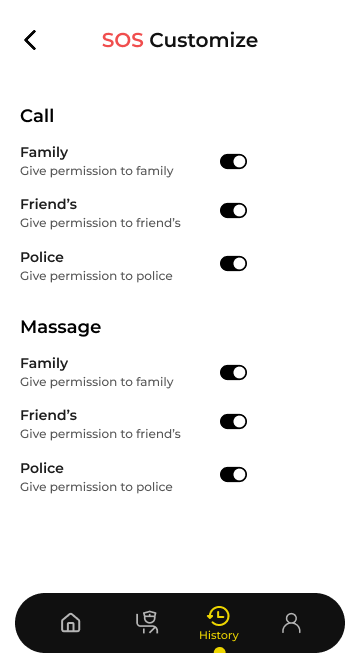 SOS Customize
Call
Family
Give permission to family
Friend's
Give permission to friend's
Police
Give permission to police
Massage
Family
Give permission to family
Friend's
Give permission to friend's
Police
Give permission to police
History